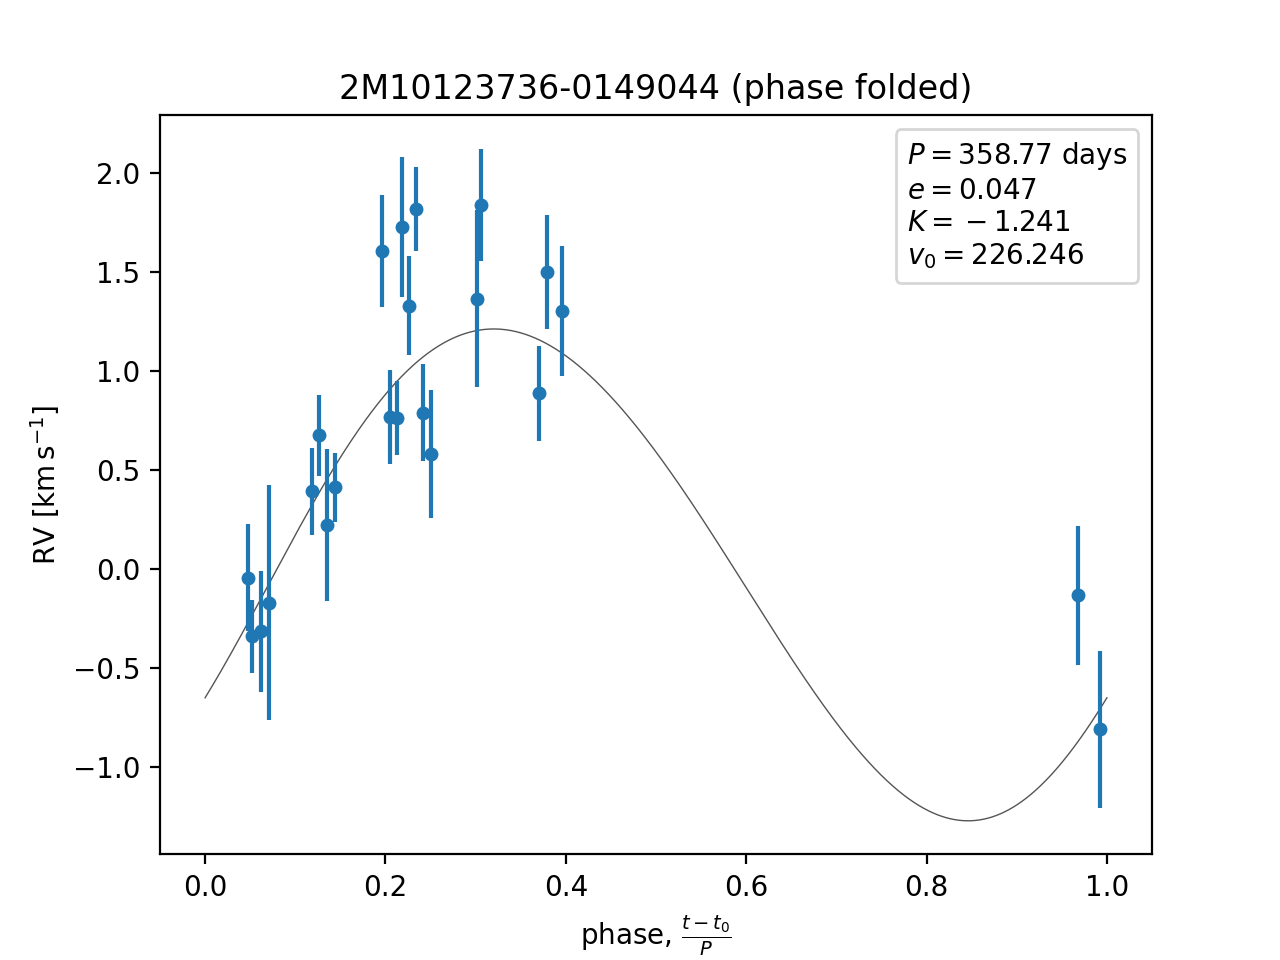 2M10123736-0149044 (phase folded)
P = 358.77 days
e = 0.047
K = −1.241
v₀ = 226.246
2.0
1.5
1.0
0.5
0.0
−0.5
−1.0
RV [km s⁻¹]
0.0 0.2 0.4 0.6 0.8 1.0
phase, (t − t₀)/P